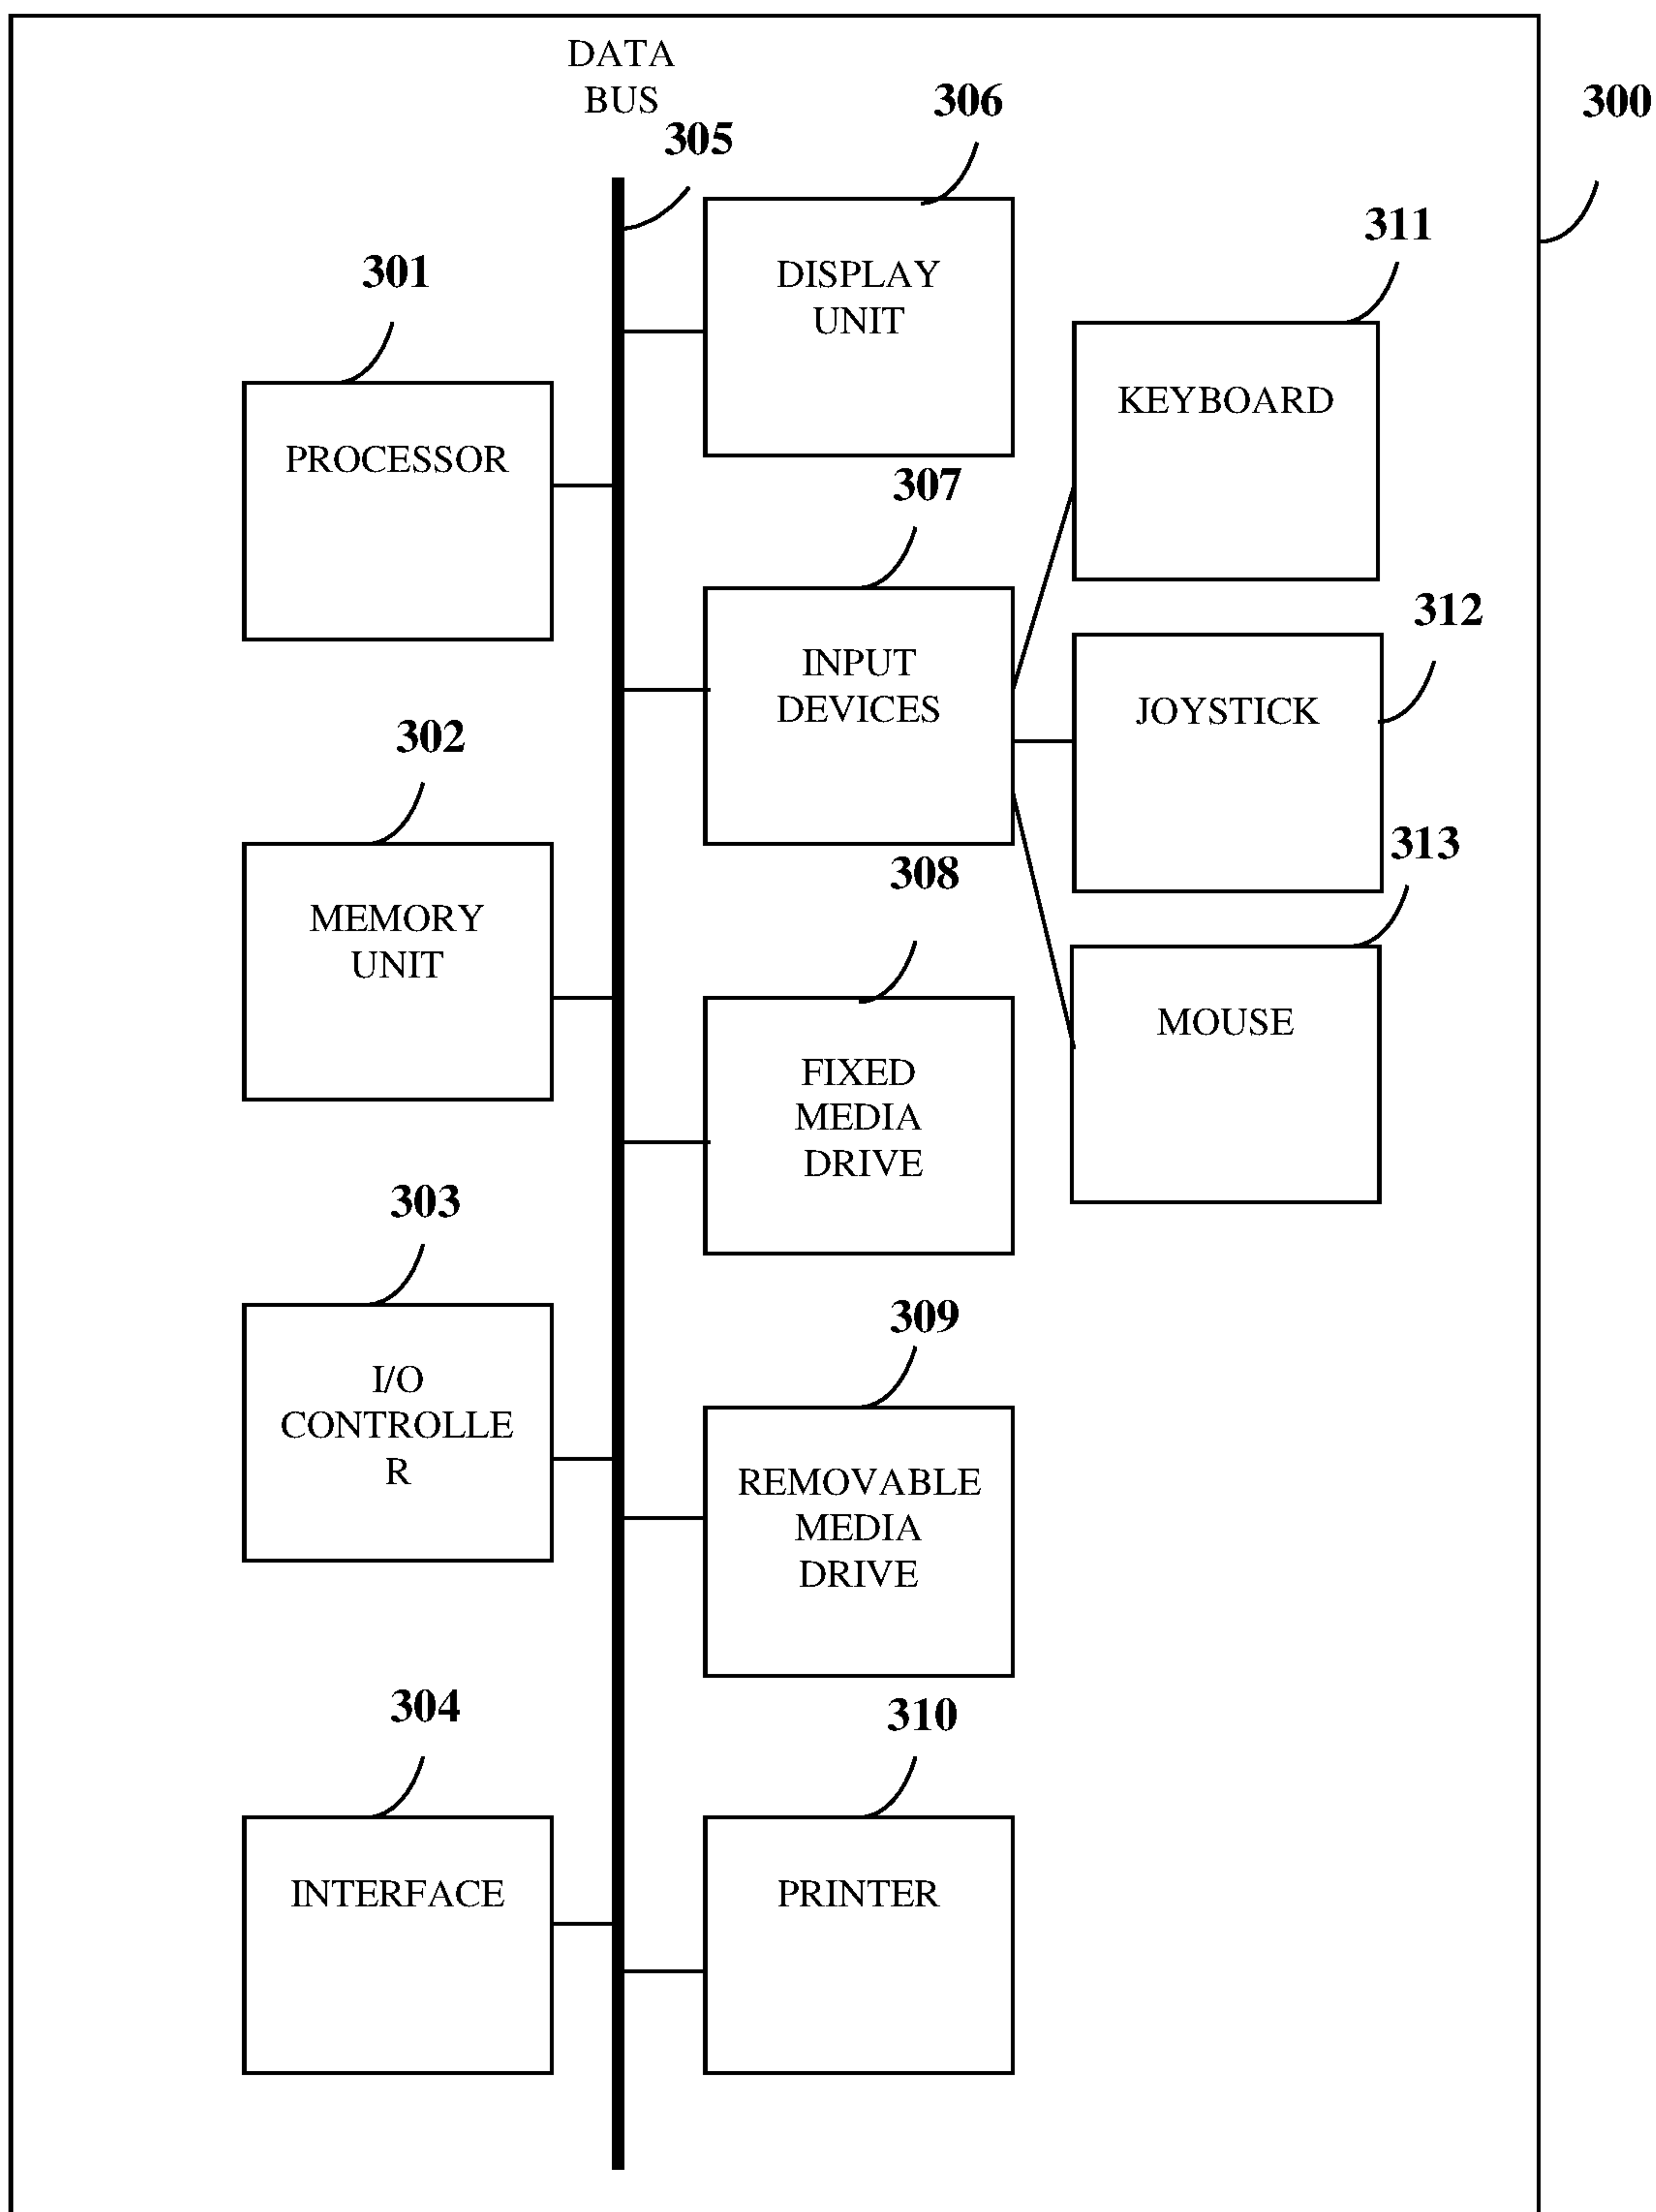 DATA
BUS
305
306
300
DISPLAY
UNIT
311
KEYBOARD
301
PROCESSOR
307
INPUT
DEVICES
312
JOYSTICK
302
MEMORY
UNIT
313
MOUSE
308
FIXED
MEDIA
DRIVE
303
I/O
CONTROLLE
R
309
REMOVABLE
MEDIA
DRIVE
304
INTERFACE
310
PRINTER